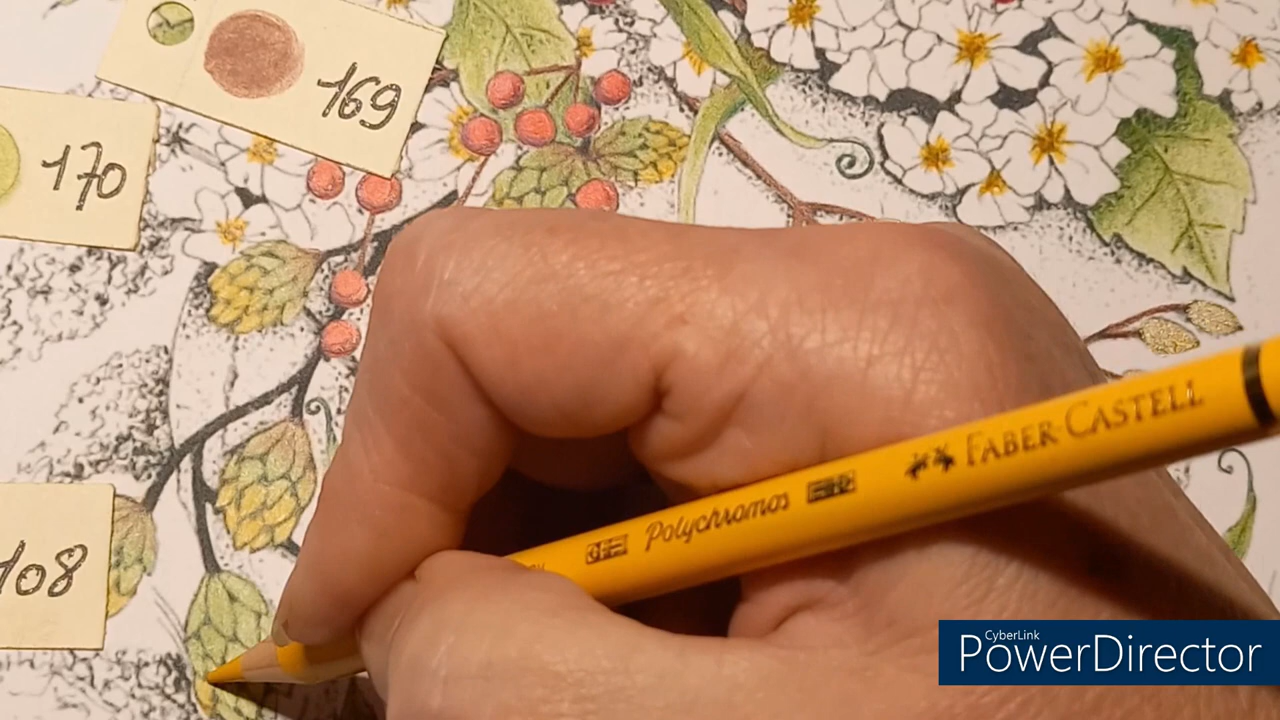 169
170
108
FABER-CASTELL
Polychromos
CyberLink
PowerDirector